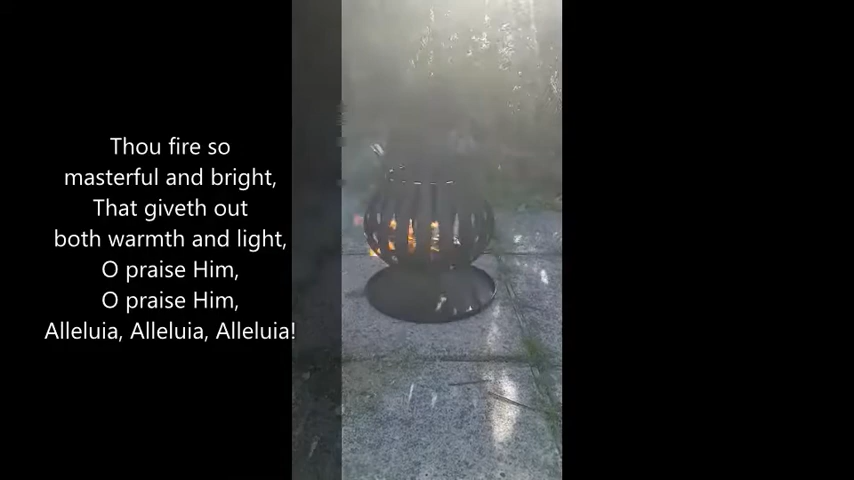 Thou fire so
masterful and bright,
That giveth out
both warmth and light,
O praise Him,
O praise Him,
Alleluia, Alleluia, Alleluia!